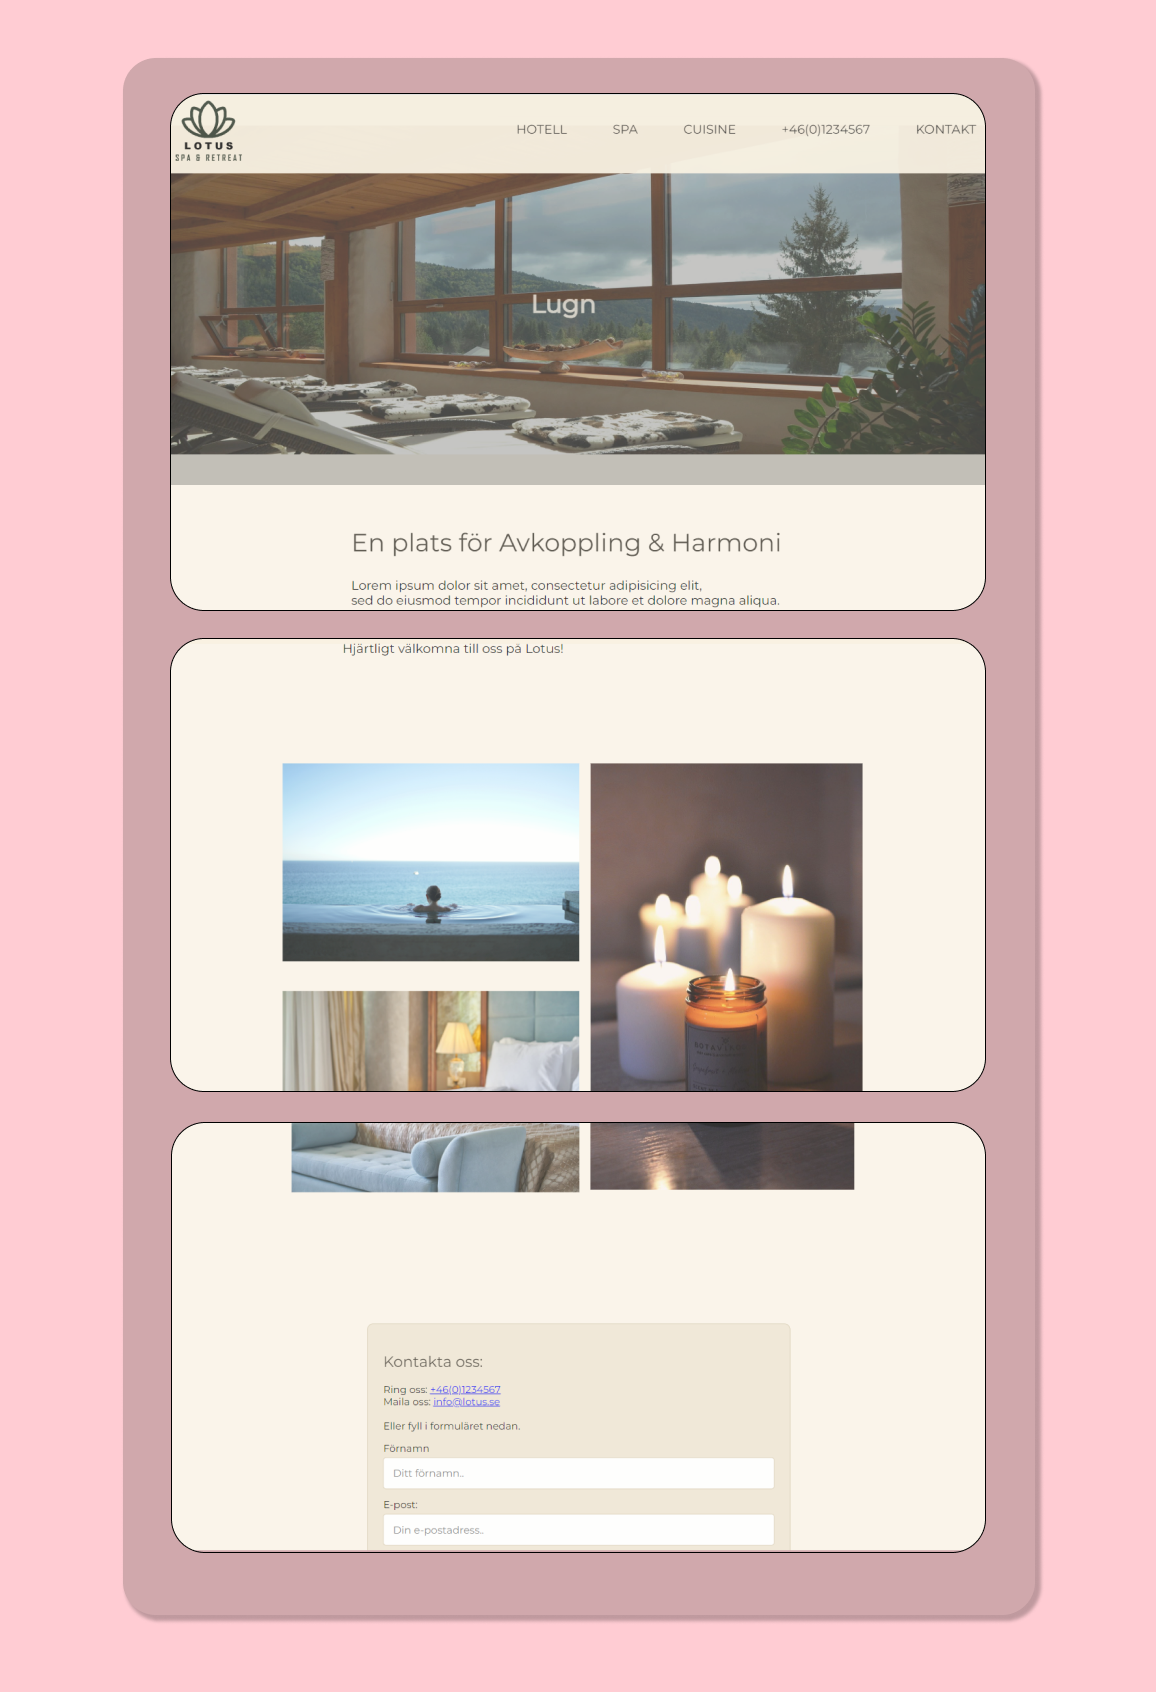 LOTUS
SPA & RETREAT
HOTELL SPA CUISINE +46(0)1234567 KONTAKT
Lugn
En plats för Avkoppling & Harmoni
Lorem ipsum dolor sit amet, consectetur adipisicing elit,
sed do eiusmod tempor incididunt ut labore et dolore magna aliqua.
Hjärtligt välkomna till oss på Lotus!
Kontakta oss:
Ring oss: +46(0)1234567
Maila oss: info@lotus.se
Eller fyll i formuläret nedan.
Förnamn
Ditt förnamn..
E-post:
Din e-postadress..